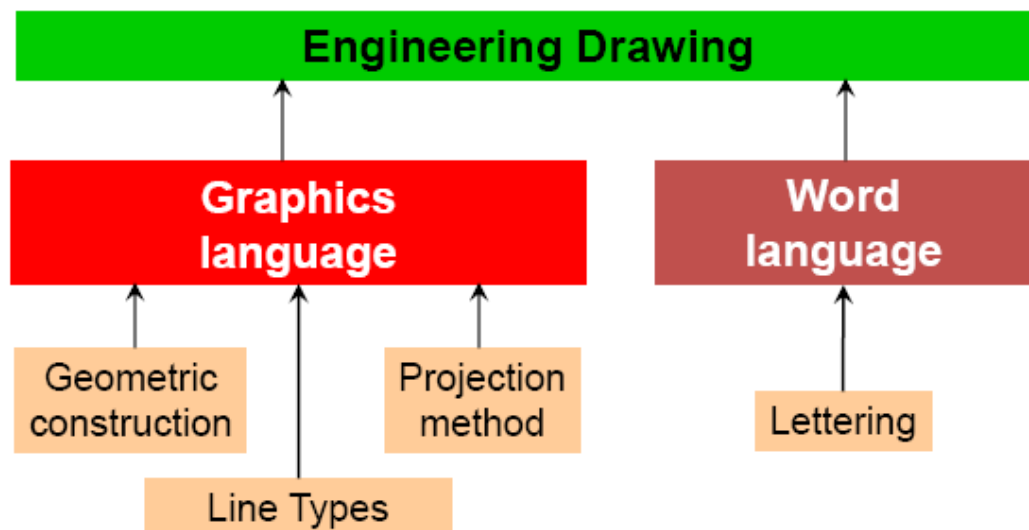 Engineering Drawing
Graphics
language
Word
language
Geometric
construction
Projection
method
Lettering
Line Types